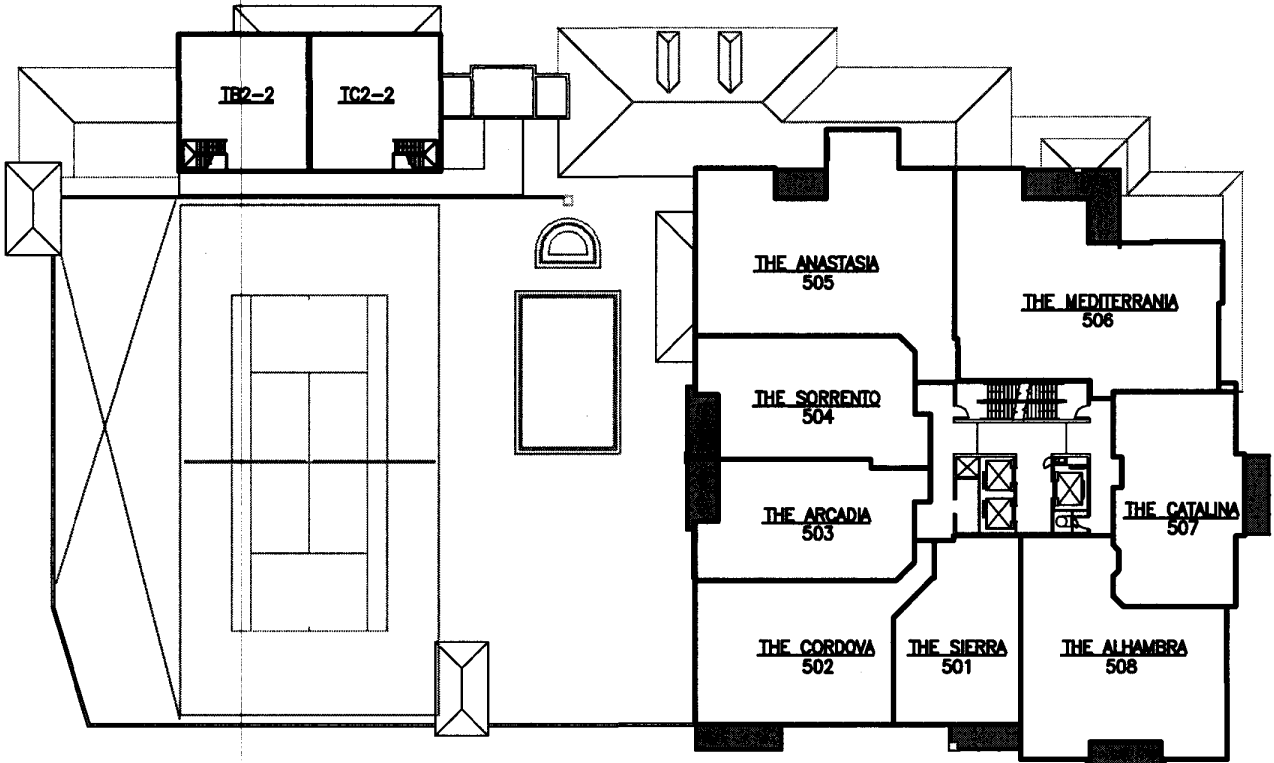 TB2-2
TC2-2
THE ANASTASIA
505
THE MEDITERRANIA
506
THE SORRENTO
504
THE ARCADIA
503
THE CATALINA
507
THE CORDOVA
502
THE SIERRA
501
THE ALHAMBRA
508